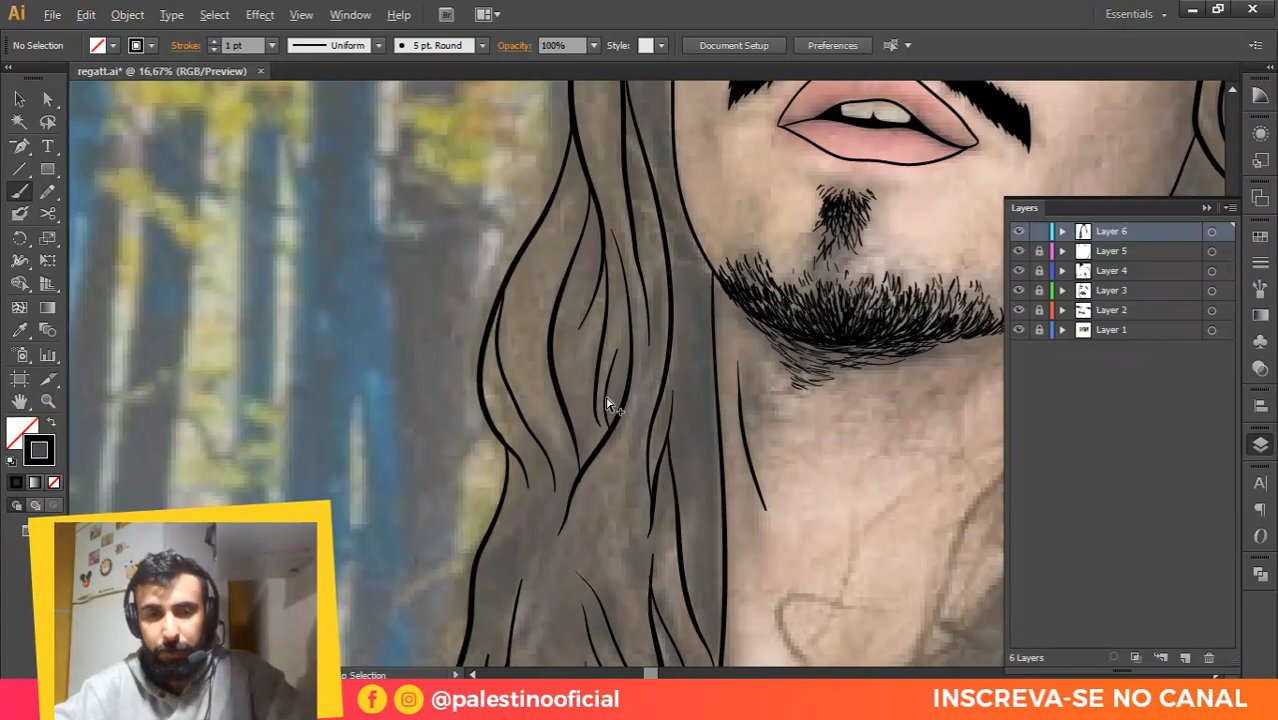 Ai File Edit Object Type Select Effect View Window Help Br Essentials
No Selection Stroke: 1 pt Uniform 5 pt. Round Opacity: 100% Style: Document Setup Preferences
regatt.ai* @ 16,67% (RGB/Preview)
Layers
Layer 6
Layer 5
Layer 4
Layer 3
Layer 2
Layer 1
6 Layers
Selection
@palestinooficial
INSCREVA-SE NO CANAL